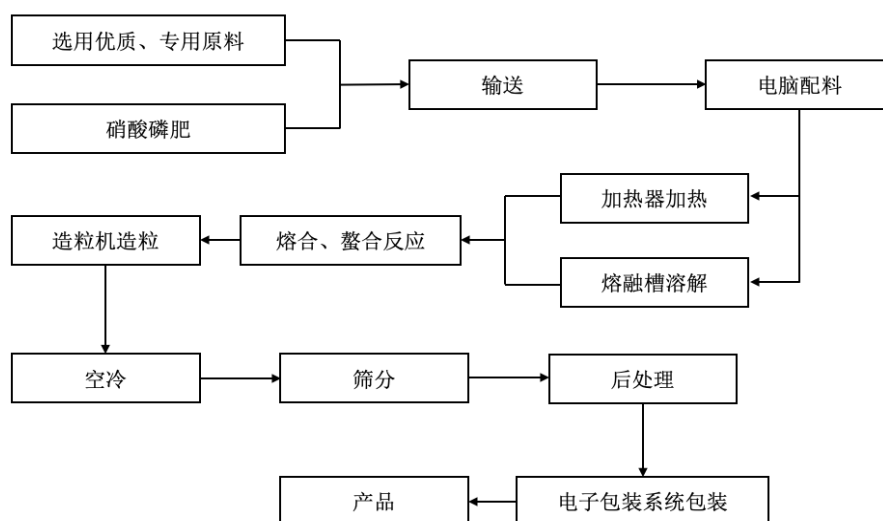 选用优质、专用原料
硝酸磷肥
输送
电脑配料
加热器加热
熔融槽溶解
熔合、螯合反应
造粒机造粒
空冷
筛分
后处理
电子包装系统包装
产品